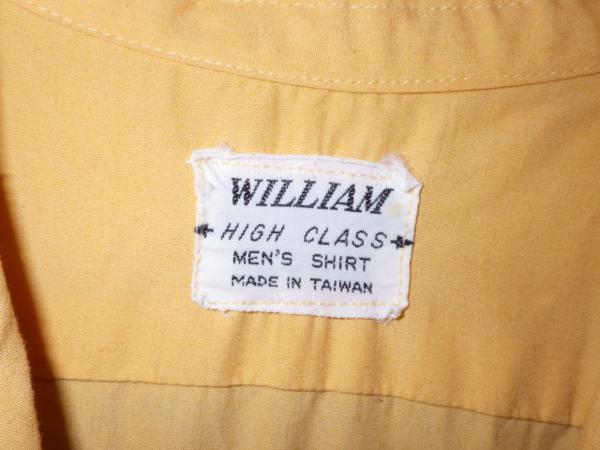 WILLIAM
HIGH CLASS
MEN'S SHIRT
MADE IN TAIWAN